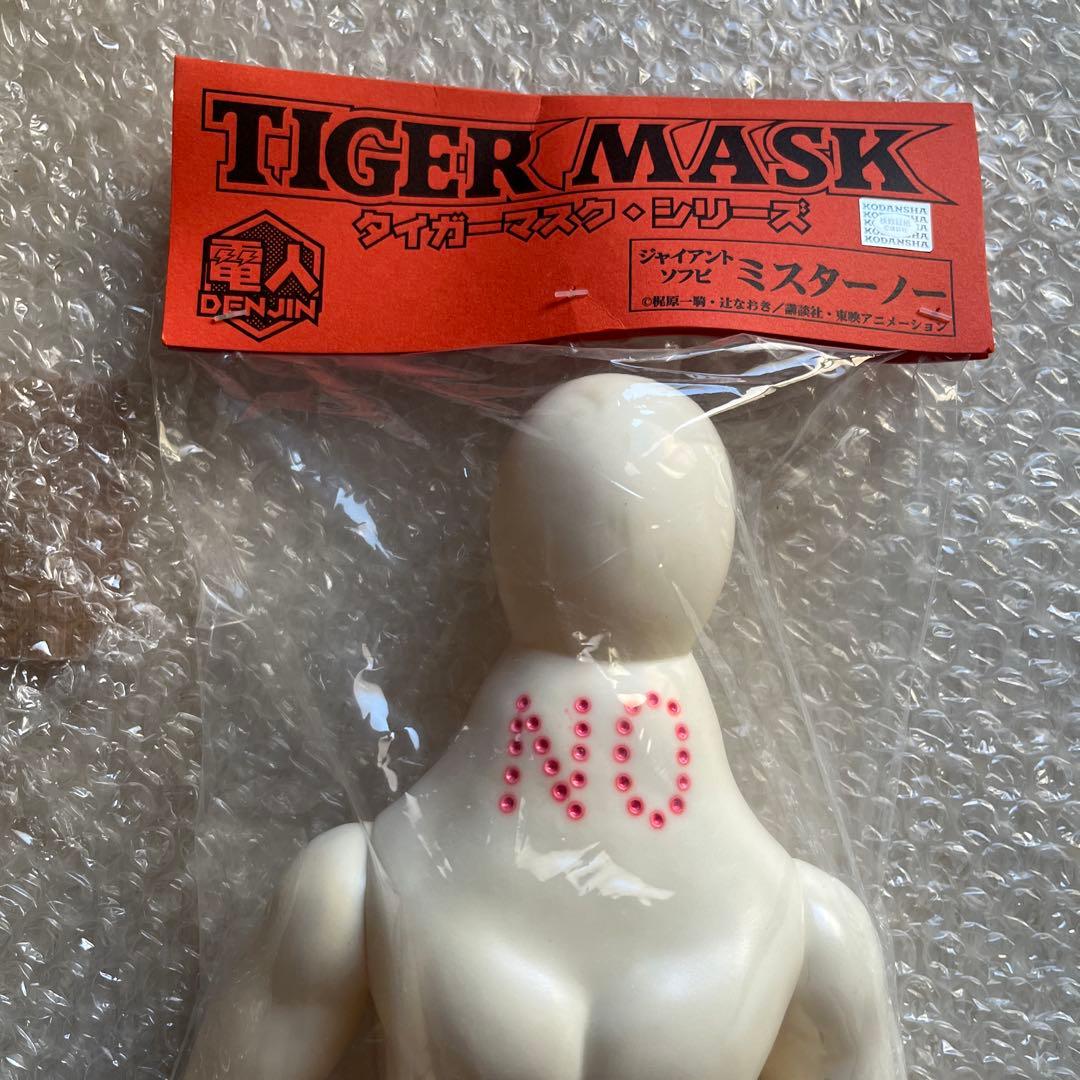 TIGER MASK
タイガーマスク・シリーズ
電人
DENJIN
KODANSHA
KODANSHA
ジャイアント
ソフビ
ミスターノー
©梶原一騎・辻なおき/講談社・東映アニメーション
NO